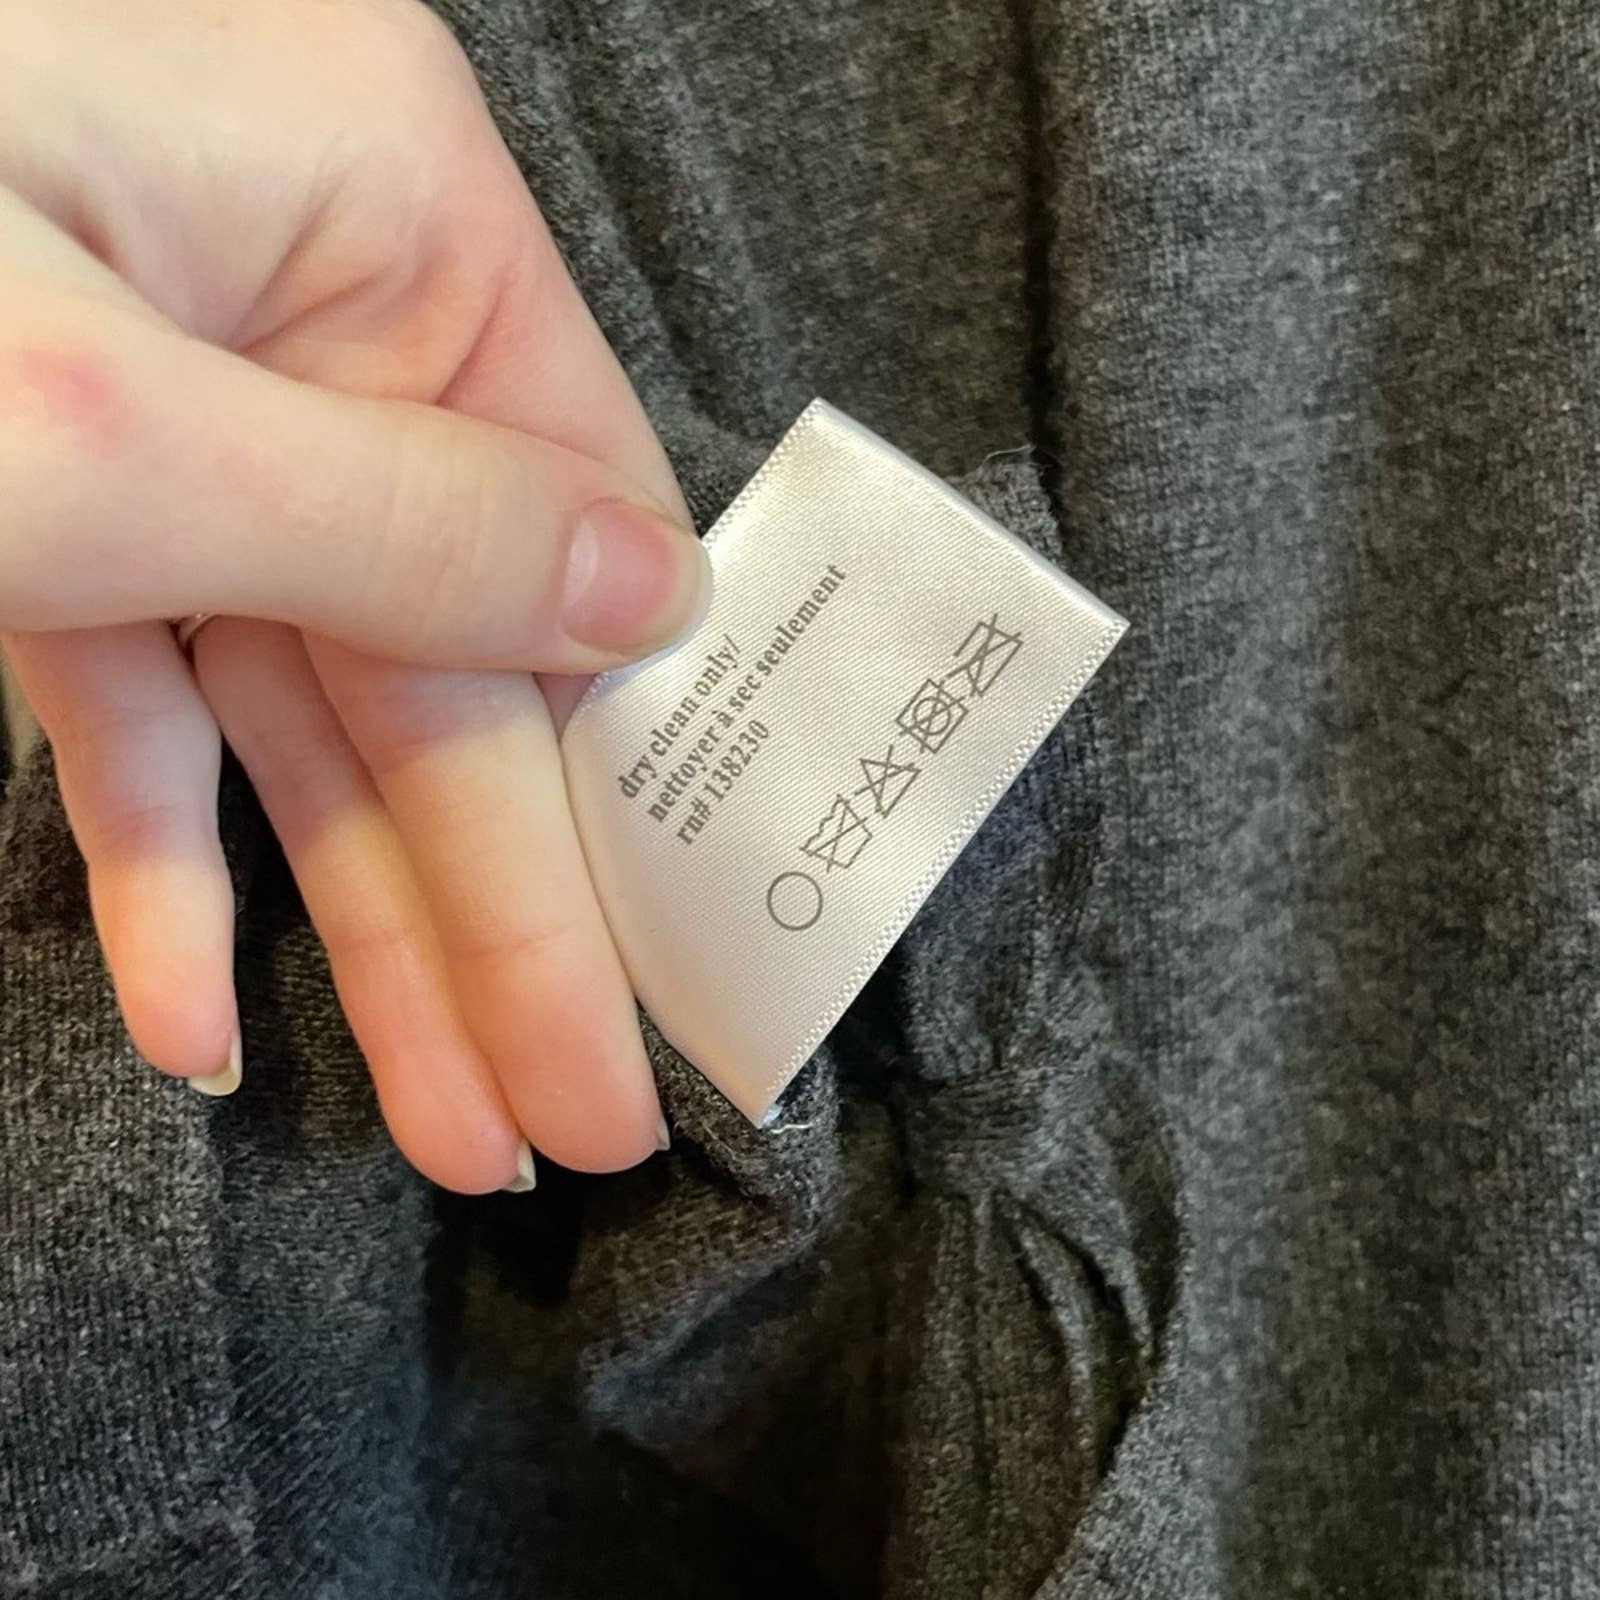 dry clean only/
nettoyer à sec seulement
rn# 138230